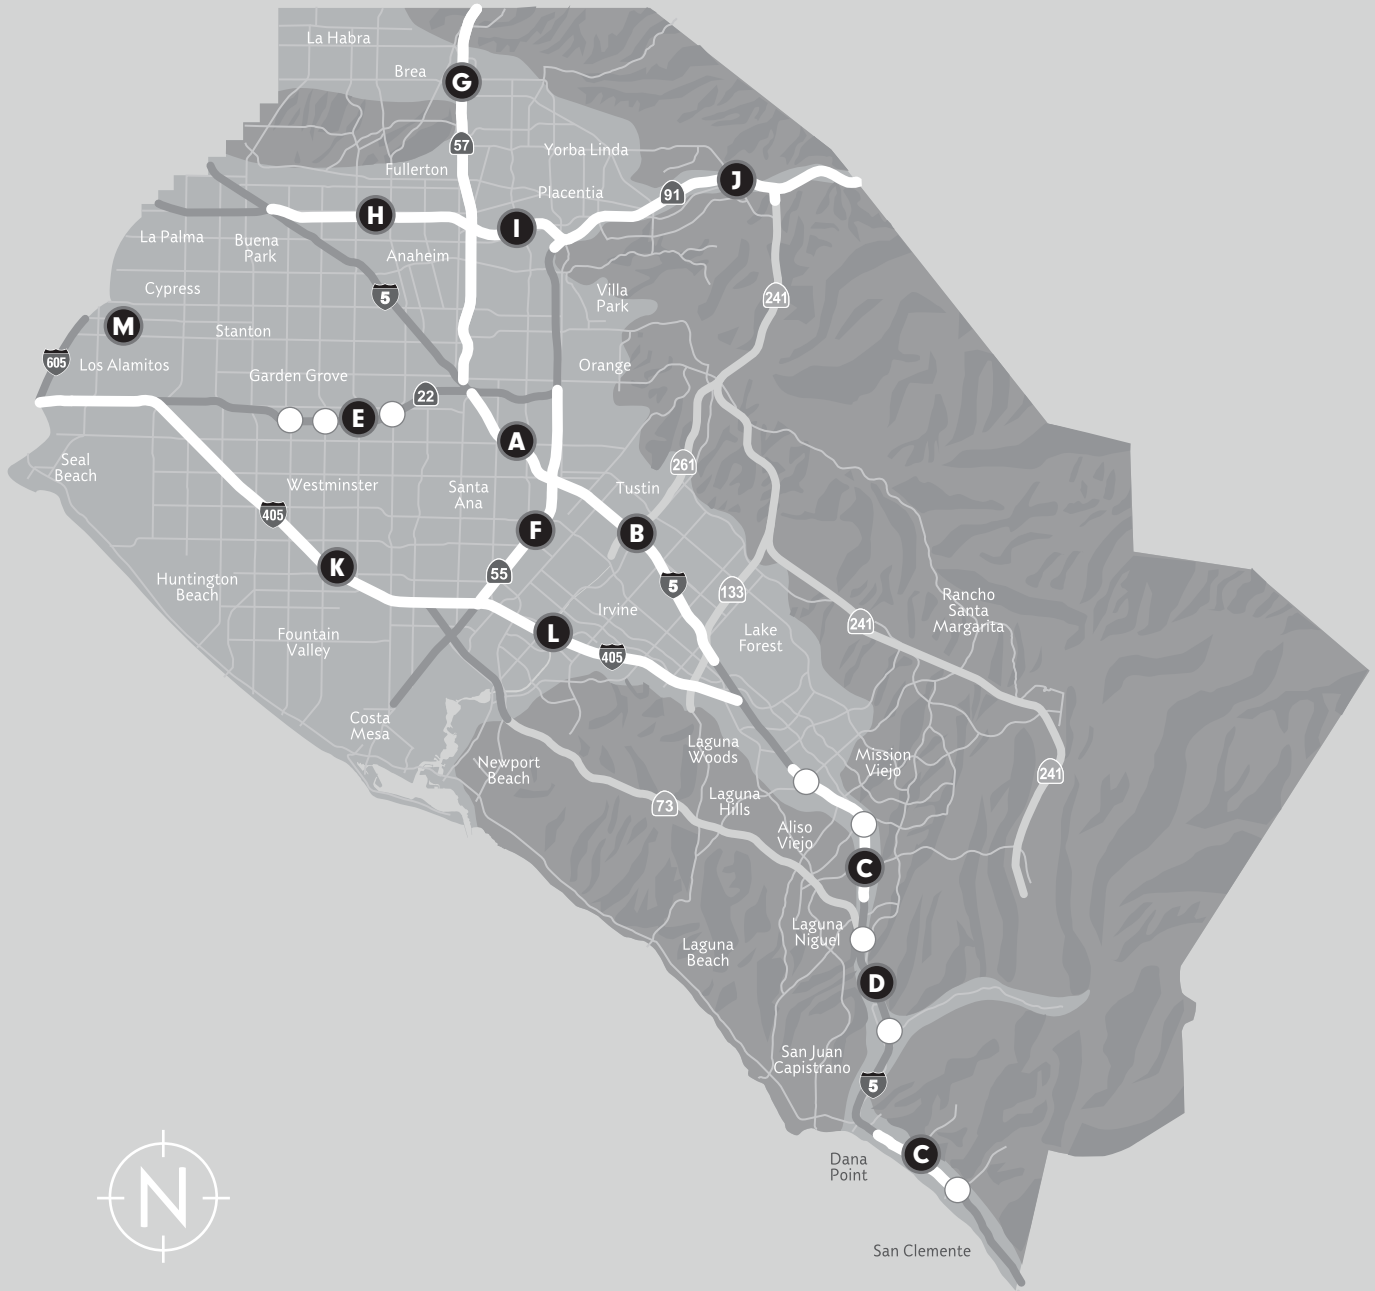 La Habra
Brea
G
57
Yorba Linda
Fullerton
J
Placentia
91
H
I
La Palma
Buena
Park
Anaheim
Cypress
5
Villa
Park
241
M
Stanton
605
Los Alamitos
Orange
Garden Grove
22
E
A
Seal
Beach
261
Westminster
Santa
Ana
Tustin
405
F
B
K
55
5
133
Huntington
Beach
Rancho
Santa
Margarita
Irvine
241
Fountain
Valley
L
Lake
Forest
405
Costa
Mesa
Laguna
Woods
Mission
Viejo
Newport
Beach
241
73
Laguna
Hills
Aliso
Viejo
C
Laguna
Niguel
Laguna
Beach
D
San Juan
Capistrano
5
Dana
Point
C
N
San Clemente